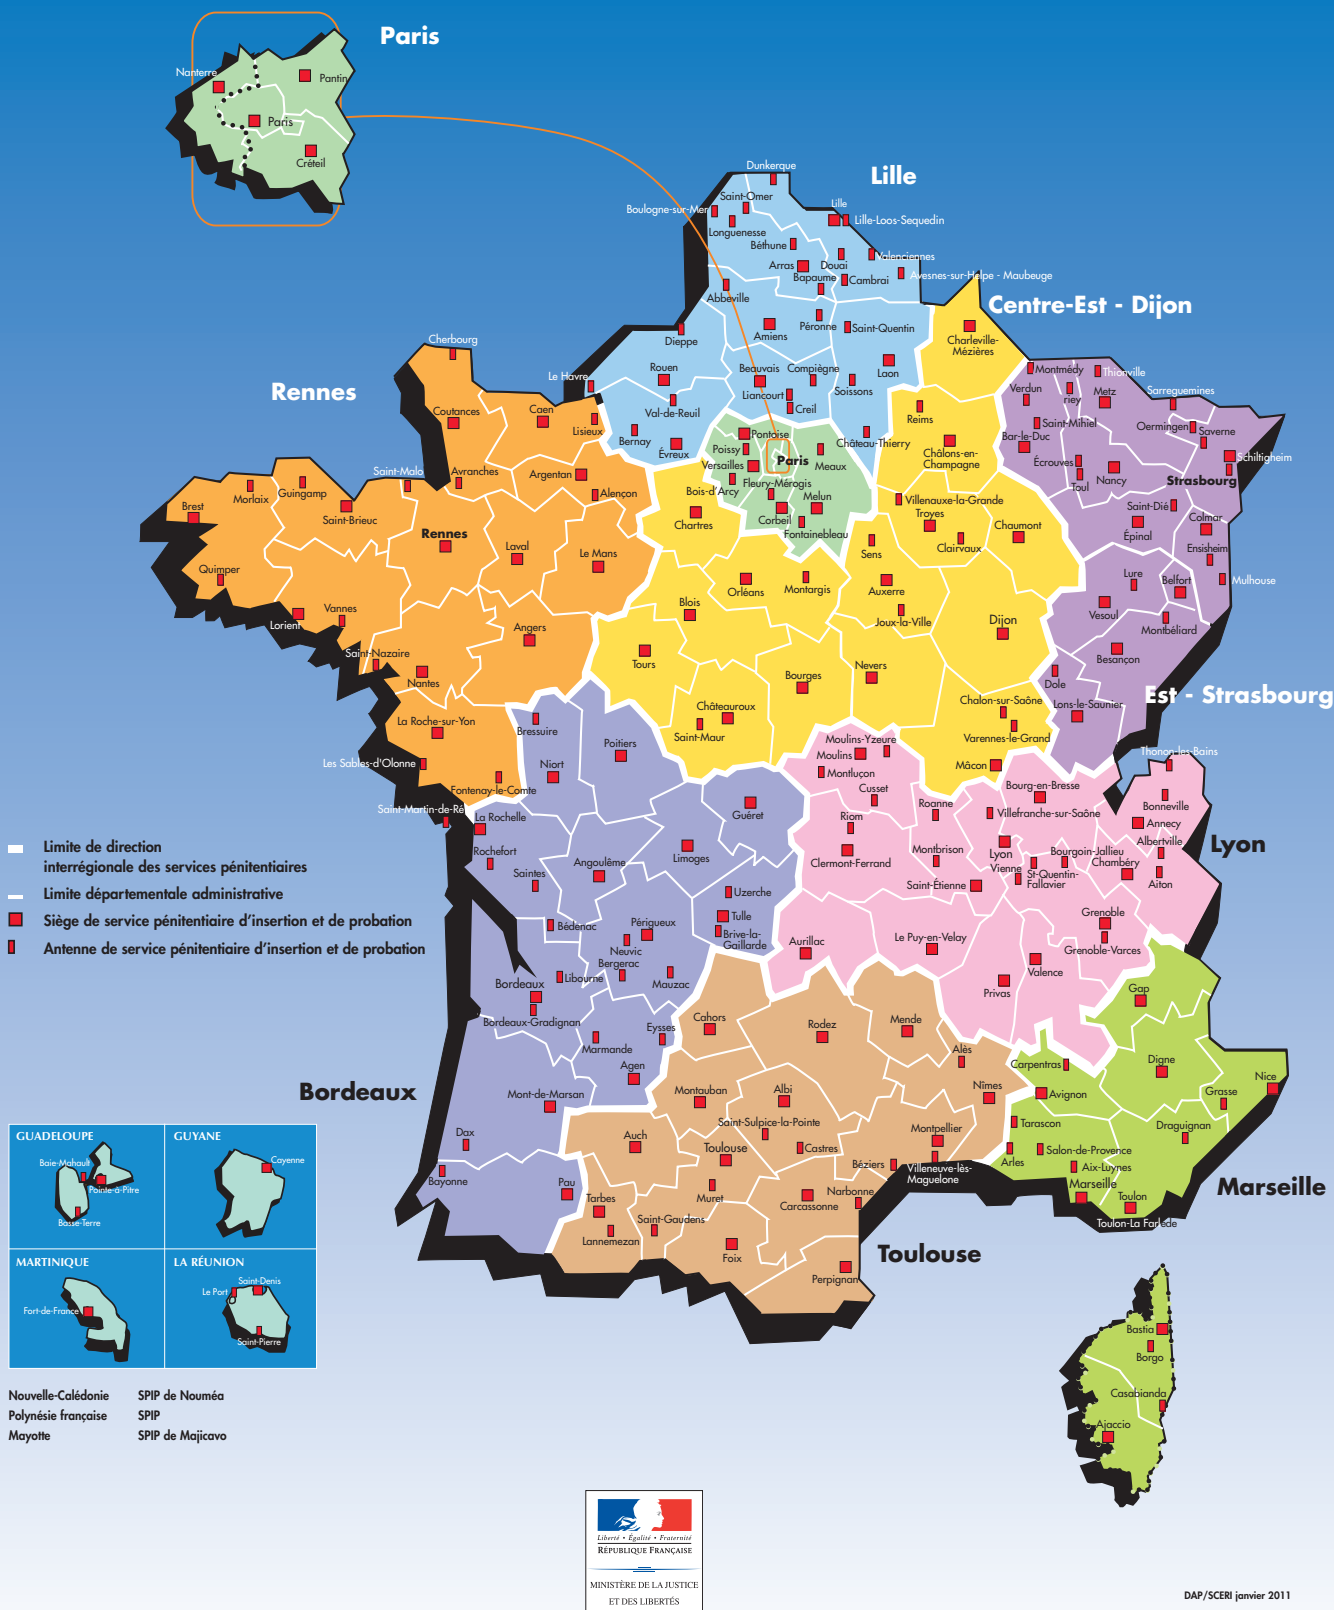 Paris
Nanterre
Pantin
Paris
Créteil
Lille
Dunkerque
Saint-Omer
Boulogne-sur-Mer
Lille
Lille-Loos-Sequedin
Longuenesse
Béthune
Douai
Valenciennes
Arras
Bapaume
Cambrai
Avesnes-sur-Helpe - Maubeuge
Abbeville
Centre-Est - Dijon
Dieppe
Amiens
Péronne
Saint-Quentin
Charleville-
Mézières
Cherbourg
Rennes
Le Havre
Rouen
Beauvais
Compiègne
Laon
Liancourt
Soissons
Creil
Val-de-Reuil
Montmédy
Thionville
Verdun
riey
Metz
Sarreguemines
Coutances
Caen
Lisieux
Bernay
Évreux
Pontoise
Poissy
Versailles
Paris
Meaux
Château-Thierry
Reims
Châlons-en-
Champagne
Saint-Mihiel
Bar-le-Duc
Oermingen
Saverne
Schiltigheim
Écrouves
Toul
Nancy
Strasbourg
Saint-Malo
Avranches
Argentan
Alençon
Bois-d'Arcy
Fleury-Mérogis
Melun
Corbeil
Fontainebleau
Chartres
Villenauxe-la-Grande
Troyes
Clairvaux
Chaumont
Saint-Dié
Épinal
Colmar
Ensisheim
Mulhouse
Brest
Morlaix
Guingamp
Saint-Brieuc
Rennes
Laval
Le Mans
Sens
Quimper
Lorient
Vannes
Orléans
Montargis
Auxerre
Joux-la-Ville
Lure
Belfort
Vesoul
Montbéliard
Blois
Angers
Tours
Dijon
Besançon
Saint-Nazaire
Nantes
Bourges
Nevers
Dole
Lons-le-Saunier
Est - Strasbourg
La Roche-sur-Yon
Bressuire
Poitiers
Châteauroux
Saint-Maur
Chalon-sur-Saône
Varennes-le-Grand
Mâcon
Les Sables-d'Olonne
Niort
Fontenay-le-Comte
Moulins-Yzeure
Moulins
Montluçon
Cusset
Bourg-en-Bresse
Thonon-les-Bains
Bonneville
Annecy
Saint-Martin-de-Ré
La Rochelle
Guéret
Riom
Roanne
Villefranche-sur-Saône
Lyon
Rochefort
Saintes
Angoulême
Limoges
Clermont-Ferrand
Montbrison
Lyon
Vienne
Bourgoin-Jallieu
St-Quentin-
Fallavier
Chambéry
Albertville
Aiton
Saint-Étienne
Limite de direction
interrégionale des services pénitentiaires
Limite départementale administrative
Siège de service pénitentiaire d'insertion et de probation
Antenne de service pénitentiaire d'insertion et de probation
Uzerche
Tulle
Brive-la-
Gaillarde
Bédenac
Périgueux
Neuvic
Bergerac
Mauzac
Aurillac
Le Puy-en-Velay
Grenoble
Grenoble-Varces
Valence
Privas
Bordeaux
Libourne
Bordeaux-Gradignan
Marmande
Eysses
Agen
Cahors
Rodez
Mende
Alès
Gap
Carpentras
Digne
Nice
Bordeaux
Mont-de-Marsan
Montauban
Albi
Nîmes
Avignon
Grasse
Dax
Bayonne
Pau
Auch
Saint-Sulpice-la-Pointe
Toulouse
Castres
Montpellier
Béziers
Villeneuve-lès-
Maguelone
Tarascon
Arles
Salon-de-Provence
Aix-Luynes
Marseille
Draguignan
Toulon
Toulon-La Farlède
Marseille
Tarbes
Lannemezan
Saint-Gaudens
Muret
Carcassonne
Narbonne
Foix
Perpignan
Toulouse
GUADELOUPE
Baie-Mahault
Pointe-à-Pitre
Basse-Terre
GUYANE
Cayenne
MARTINIQUE
Fort-de-France
LA RÉUNION
Saint-Denis
Le Port
Saint-Pierre
Bastia
Borgo
Casabianda
Ajaccio
Nouvelle-Calédonie SPIP de Nouméa
Polynésie française SPIP
Mayotte SPIP de Majicavo
Liberté • Égalité • Fraternité
RÉPUBLIQUE FRANÇAISE
MINISTÈRE DE LA JUSTICE
ET DES LIBERTÉS
DAP/SCERI janvier 2011